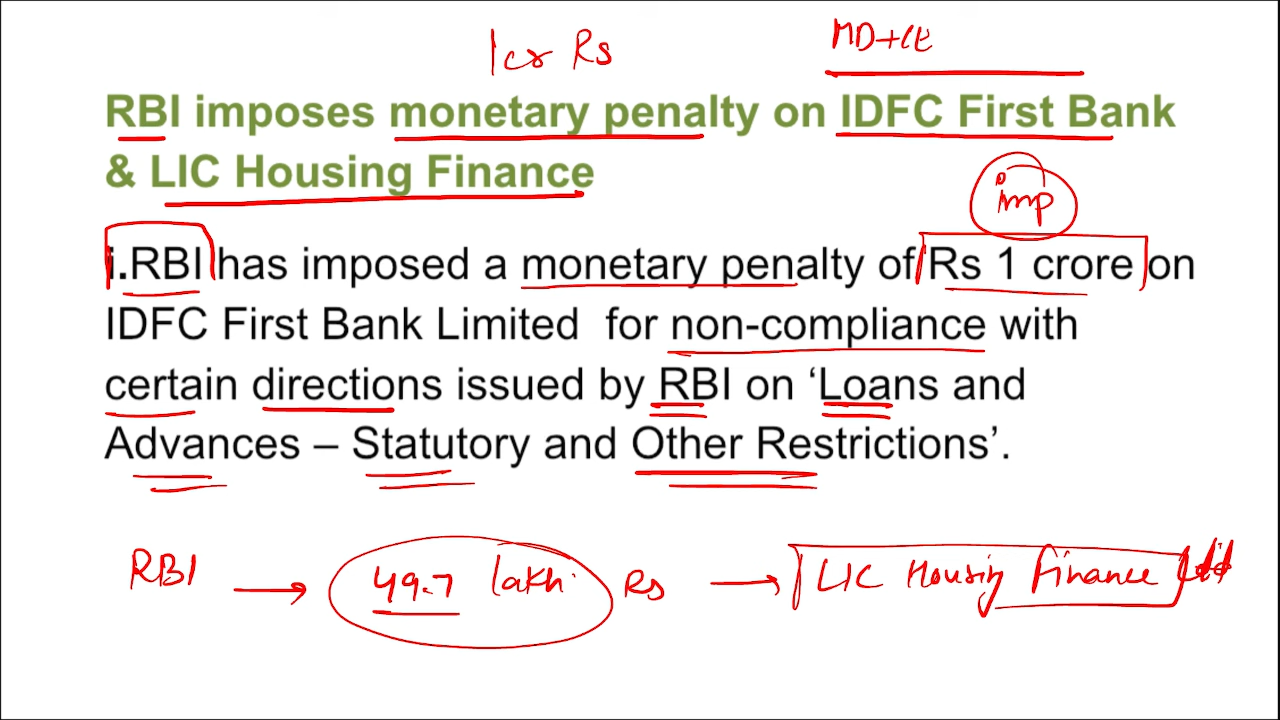 1cr Rs
MD+CE
RBI imposes monetary penalty on IDFC First Bank
& LIC Housing Finance
imp
i.RBI has imposed a monetary penalty of Rs 1 crore on
IDFC First Bank Limited for non-compliance with
certain directions issued by RBI on ‘Loans and
Advances – Statutory and Other Restrictions’.
RBI → 49.7 lakh Rs → LIC Housing Finance